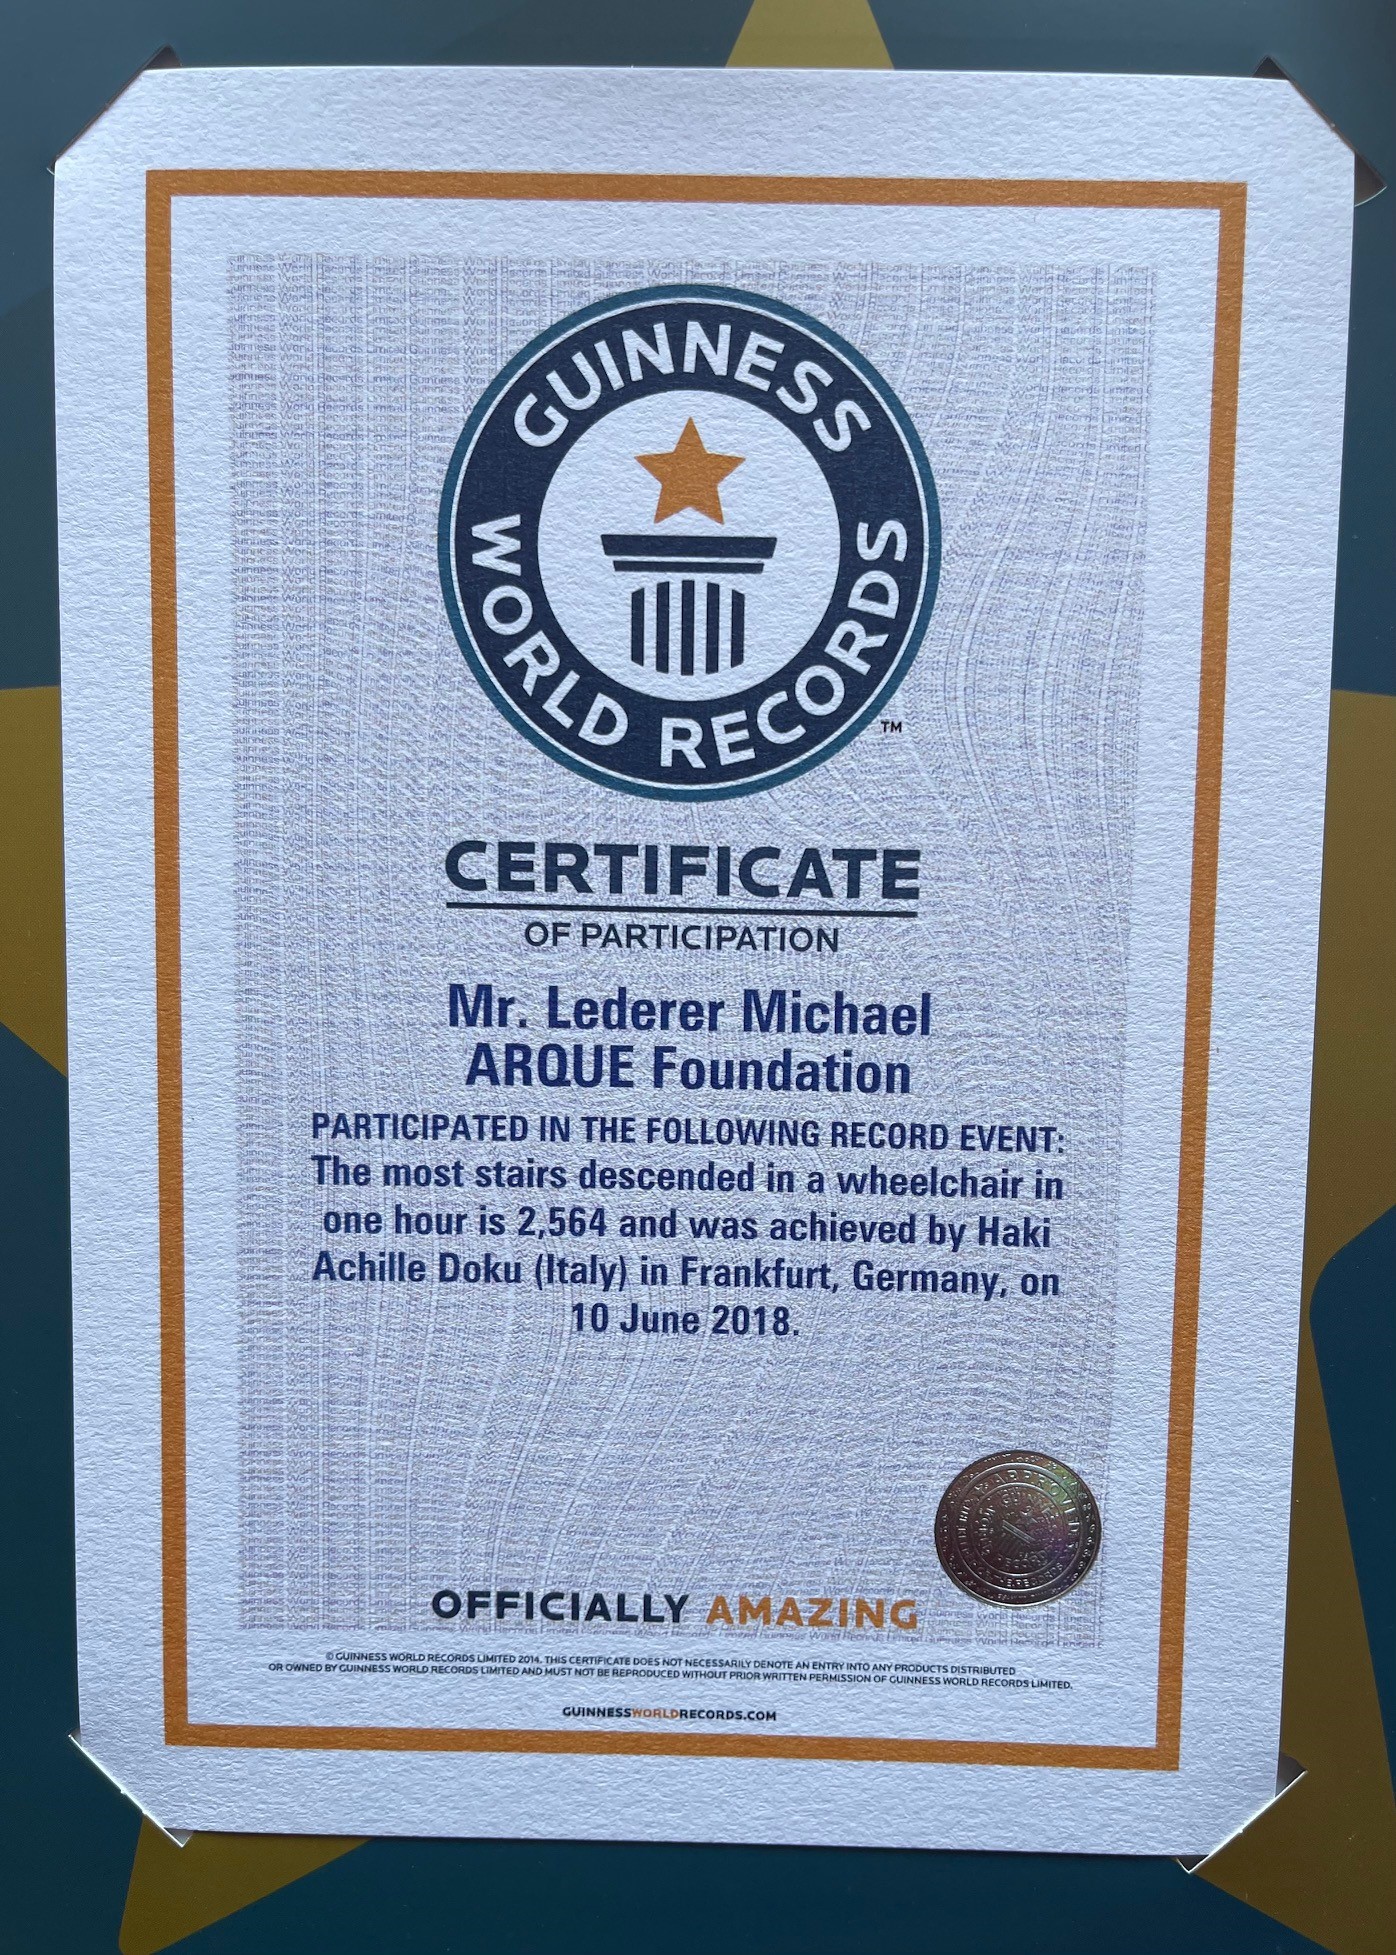 GUINNESS
WORLD RECORDS
TM
CERTIFICATE
OF PARTICIPATION
Mr. Lederer Michael
ARQUE Foundation
PARTICIPATED IN THE FOLLOWING RECORD EVENT:
The most stairs descended in a wheelchair in
one hour is 2,564 and was achieved by Haki
Achille Doku (Italy) in Frankfurt, Germany, on
10 June 2018.
APPROVED
OFFICIALLY AMAZING
© GUINNESS WORLD RECORDS LIMITED 2014. THIS CERTIFICATE DOES NOT NECESSARILY DENOTE AN ENTRY INTO ANY PRODUCTS DISTRIBUTED
OR OWNED BY GUINNESS WORLD RECORDS LIMITED AND MUST NOT BE REPRODUCED WITHOUT PRIOR WRITTEN PERMISSION OF GUINNESS WORLD RECORDS LIMITED.
GUINNESSWORLDRECORDS.COM